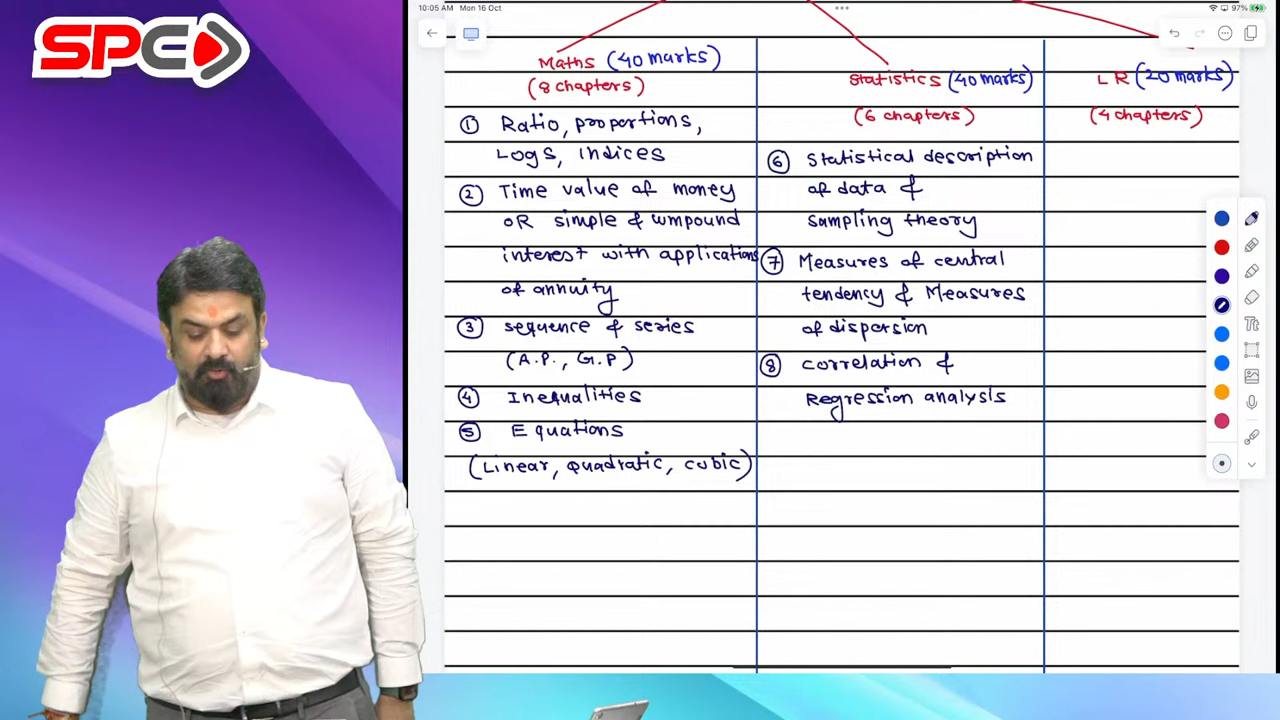 SPC
10:05 AM Mon 16 Oct
97%
Maths (40 marks)
(8 chapters)
① Ratio, proportions,
Logs, indices
② Time value of money
OR simple & compound
interest with applications
of annuity
③ sequence & series
(A.P., G.P)
④ Inequalities
⑤ Equations
(Linear, quadratic, cubic)
Statistics (40 marks)
(6 chapters)
⑥ Statistical description
of data &
sampling theory
⑦ Measures of central
tendency & Measures
of dispersion
⑧ correlation &
Regression analysis
LR (20 marks)
(4 chapters)
Tt